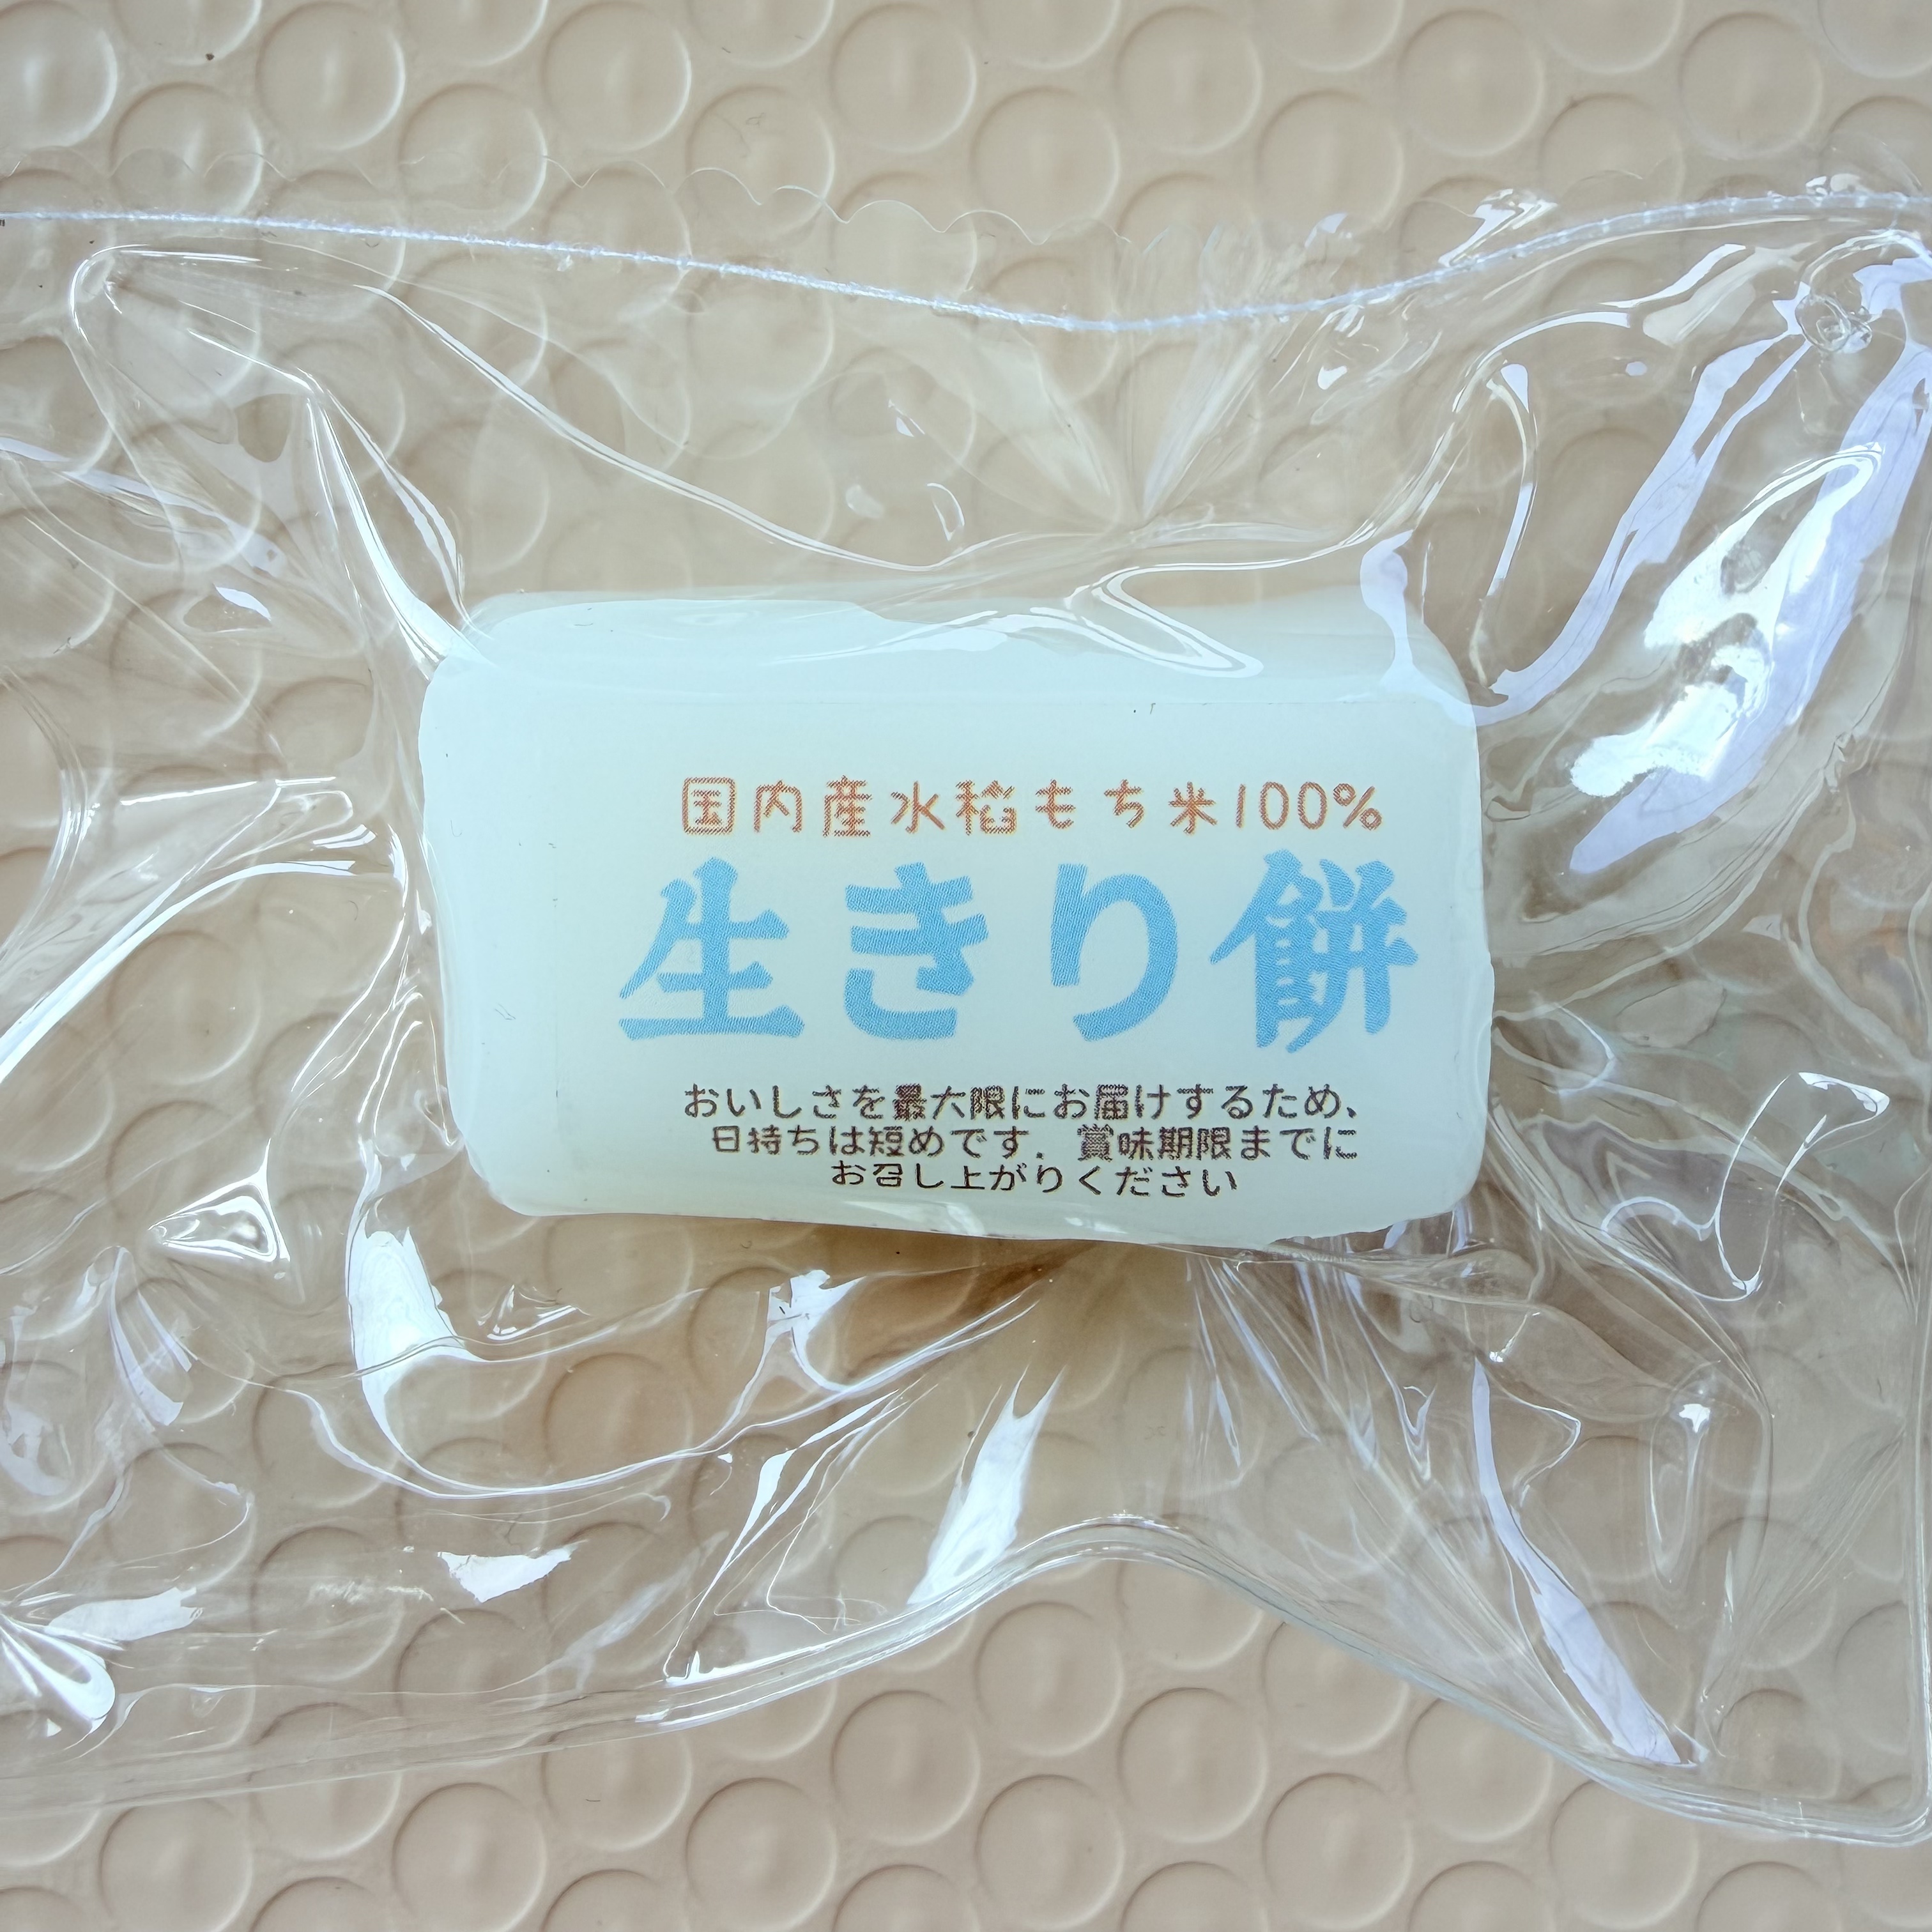 国内産水稲もち米100%
生きり餅
おいしさを最大限にお届けするため、
日持ちは短めです. 賞味期限までに
お召し上がりください